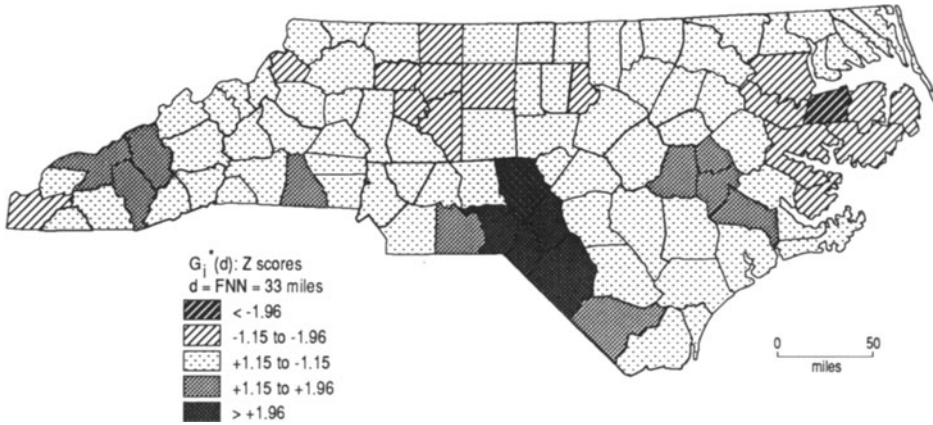 G i * (d): Z scores
d = FNN = 33 miles
< -1.96
-1.15 to -1.96
+1.15 to -1.15
+1.15 to +1.96
> +1.96
0 50
miles